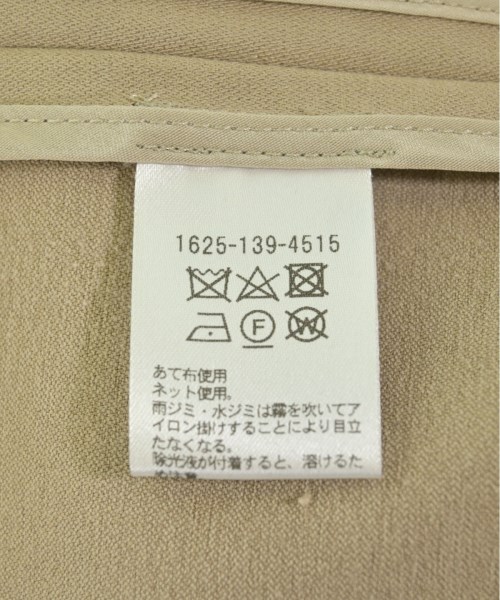 1625-139-4515
F W
あて布使用
ネット使用。
雨ジミ・水ジミは霧を吹いてア
イロン掛けすることにより目立
たなくなる。
除光液が付着すると、溶けるた
め注意